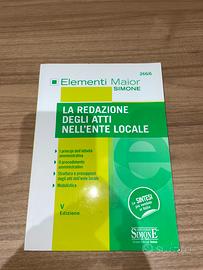 266/6
Elementi Maior
SIMONE
LA REDAZIONE
DEGLI ATTI
NELL'ENTE LOCALE
I principi dell'attività
amministrativa
Il procedimento
amministrativo
Struttura e presupposti
degli atti dell'ente locale
Modulistica
V
Edizione
SINTESI
SIMONE